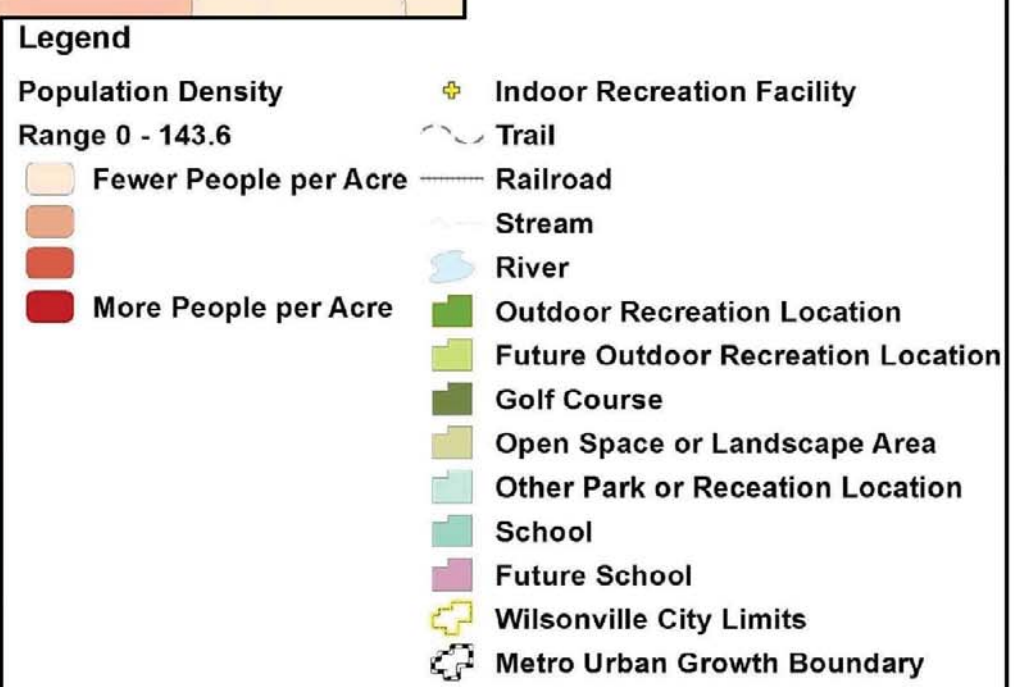 Legend
Population Density
Range 0 - 143.6
Fewer People per Acre
More People per Acre
Indoor Recreation Facility
Trail
Railroad
Stream
River
Outdoor Recreation Location
Future Outdoor Recreation Location
Golf Course
Open Space or Landscape Area
Other Park or Receation Location
School
Future School
Wilsonville City Limits
Metro Urban Growth Boundary